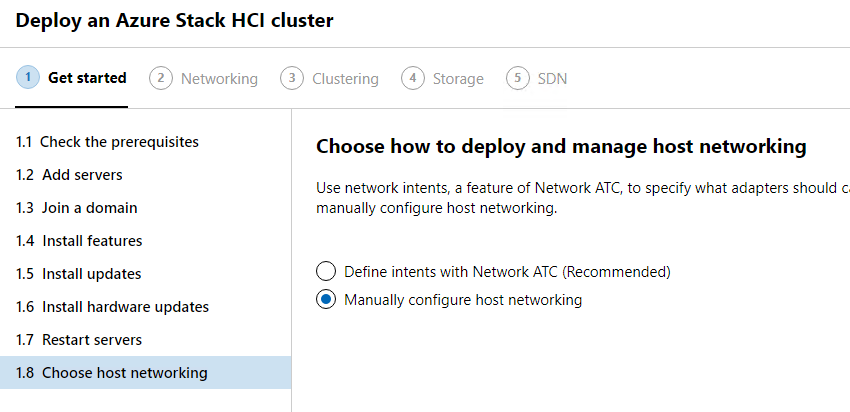 Deploy an Azure Stack HCI cluster
1 Get started 2 Networking 3 Clustering 4 Storage 5 SDN
1.1 Check the prerequisites
1.2 Add servers
1.3 Join a domain
1.4 Install features
1.5 Install updates
1.6 Install hardware updates
1.7 Restart servers
1.8 Choose host networking
Choose how to deploy and manage host networking
Use network intents, a feature of Network ATC, to specify what adapters should
manually configure host networking.
Define intents with Network ATC (Recommended)
Manually configure host networking